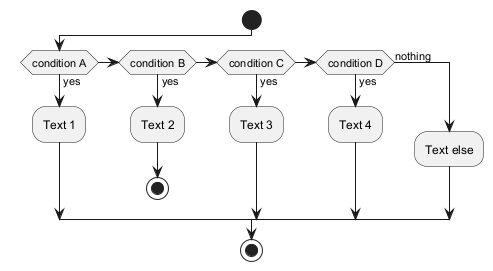 condition A
condition B
condition C
condition D
nothing
yes
yes
yes
yes
Text 1
Text 2
Text 3
Text 4
Text else